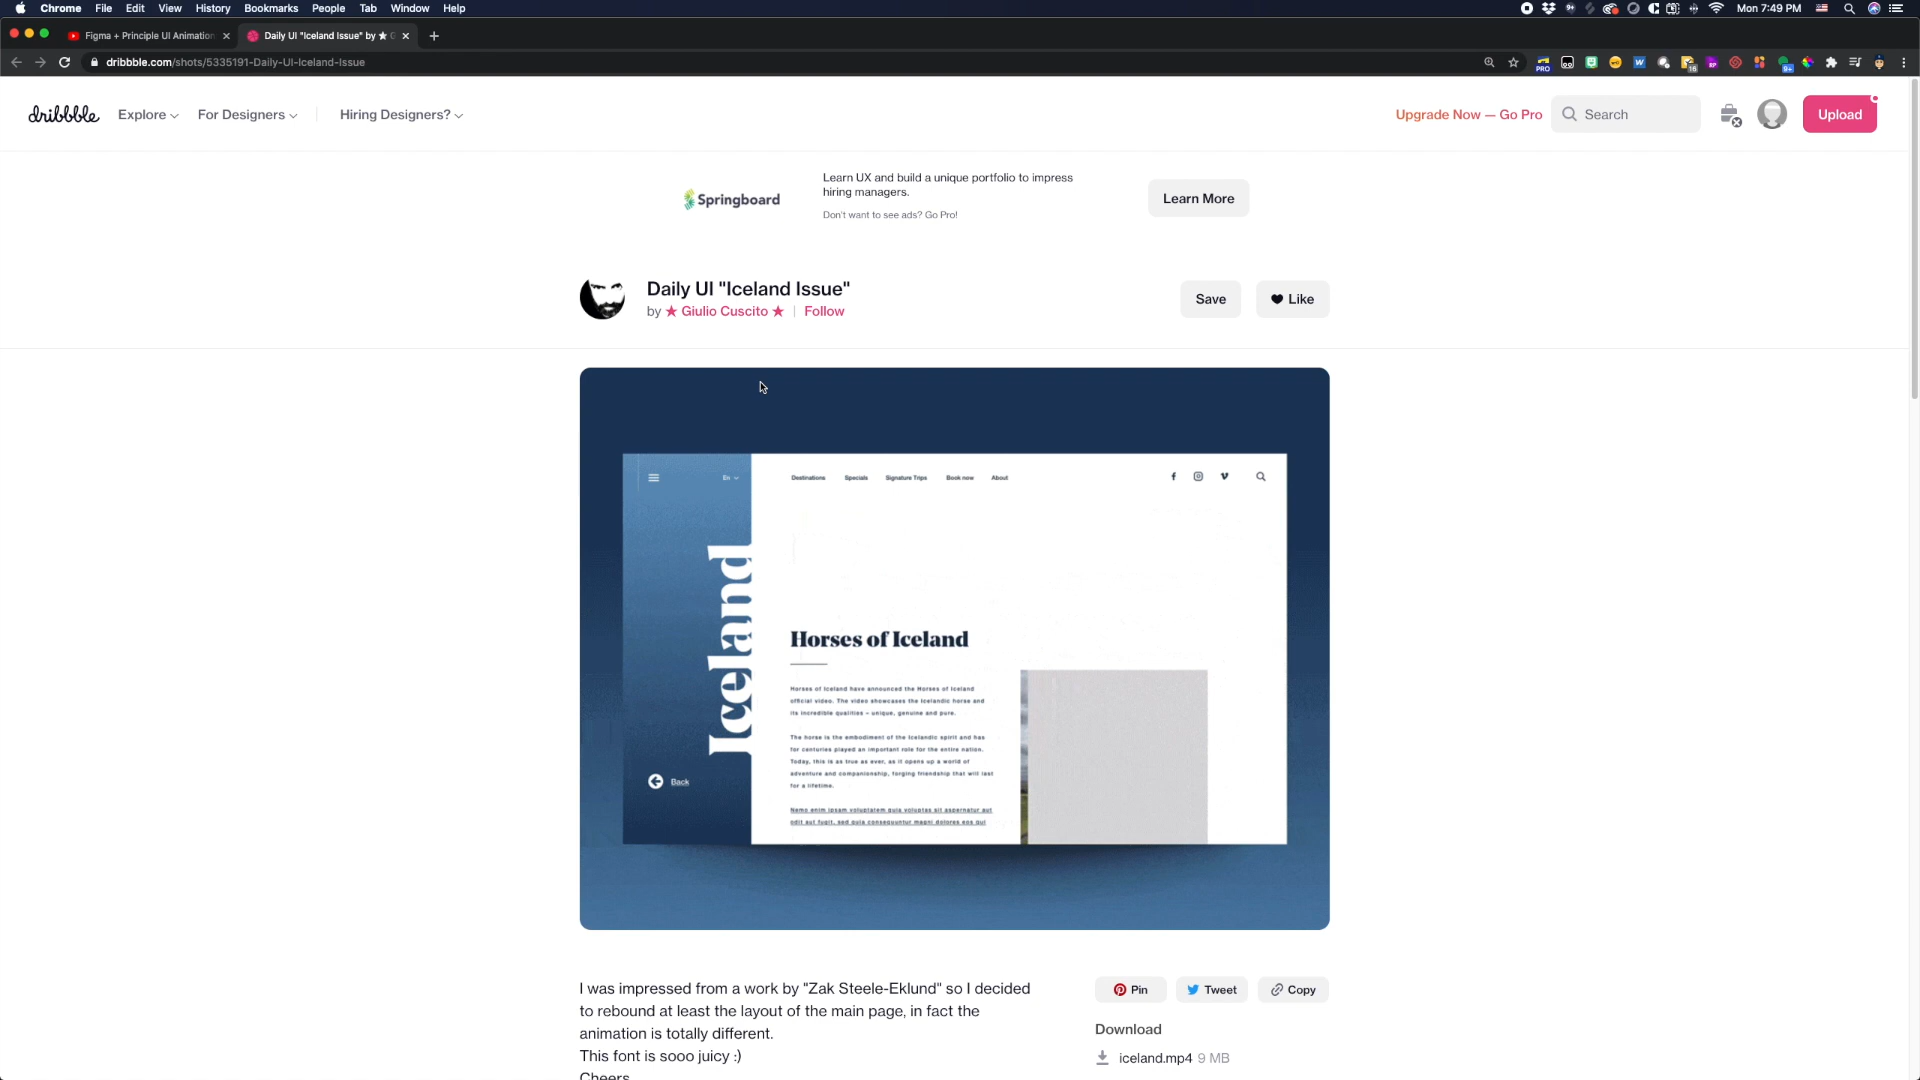 Chrome File Edit View History Bookmarks People Tab Window Help
Mon 7:49 PM
Figma + Principle UI Animation
Daily UI "Iceland Issue" by ★ G
dribbble.com/shots/5335191-Daily-UI-Iceland-Issue
dribbble Explore For Designers Hiring Designers?
Upgrade Now — Go Pro Search Upload
Springboard
Learn UX and build a unique portfolio to impress
hiring managers.
Don't want to see ads? Go Pro!
Learn More
Daily UI "Iceland Issue"
by ★ Giulio Cuscito ★ | Follow
Save Like
En
Destinations Specials Signature Trips Book now About
Iceland
Back
Horses of Iceland
Horses of Iceland have announced the Horses of Iceland
official video. The video showcases the Icelandic horse and
its incredible qualities – unique, genuine and pure.
The horse is the embodiment of the Icelandic spirit and has
for centuries played an important role for the entire nation.
Today, this is as true as ever, as it opens up a world of
adventure and companionship, forging friendship that will last
for a lifetime.
Nemo enim ipsam voluptatem quia voluptas sit aspernatur aut
odit aut fugit, sed quia consequuntur magni dolores eos qui
I was impressed from a work by "Zak Steele-Eklund" so I decided
to rebound at least the layout of the main page, in fact the
animation is totally different.
This font is sooo juicy :)
Cheers
Pin Tweet Copy
Download
iceland.mp4 9 MB